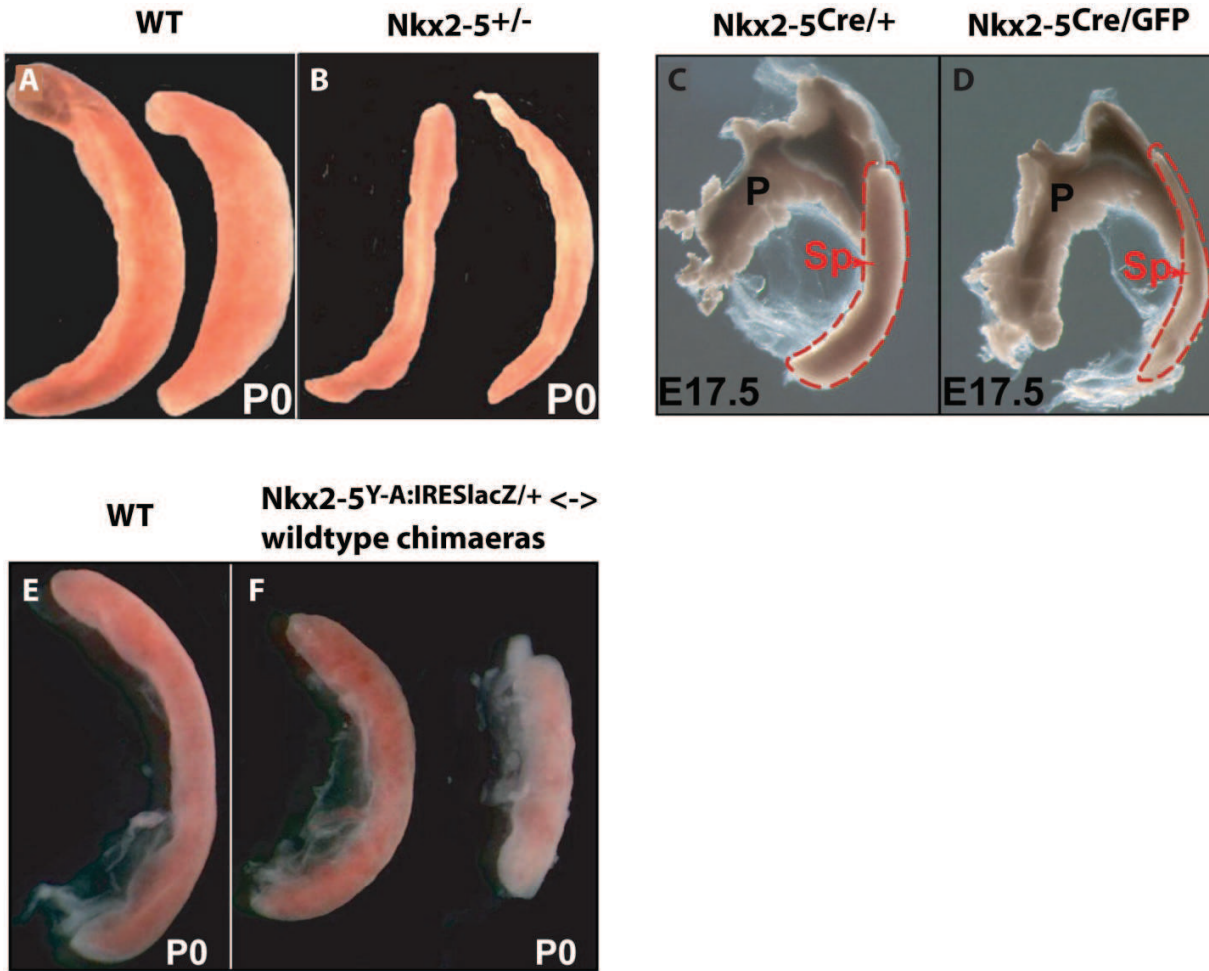 WT
Nkx2-5+/-
Nkx2-5Cre/+
Nkx2-5Cre/GFP
A
B
C
D
P0
P0
P
Sp
E17.5
P
Sp
E17.5
WT
Nkx2-5Y-A:IRESlacZ/+ <->
wildtype chimaeras
E
F
P0
P0